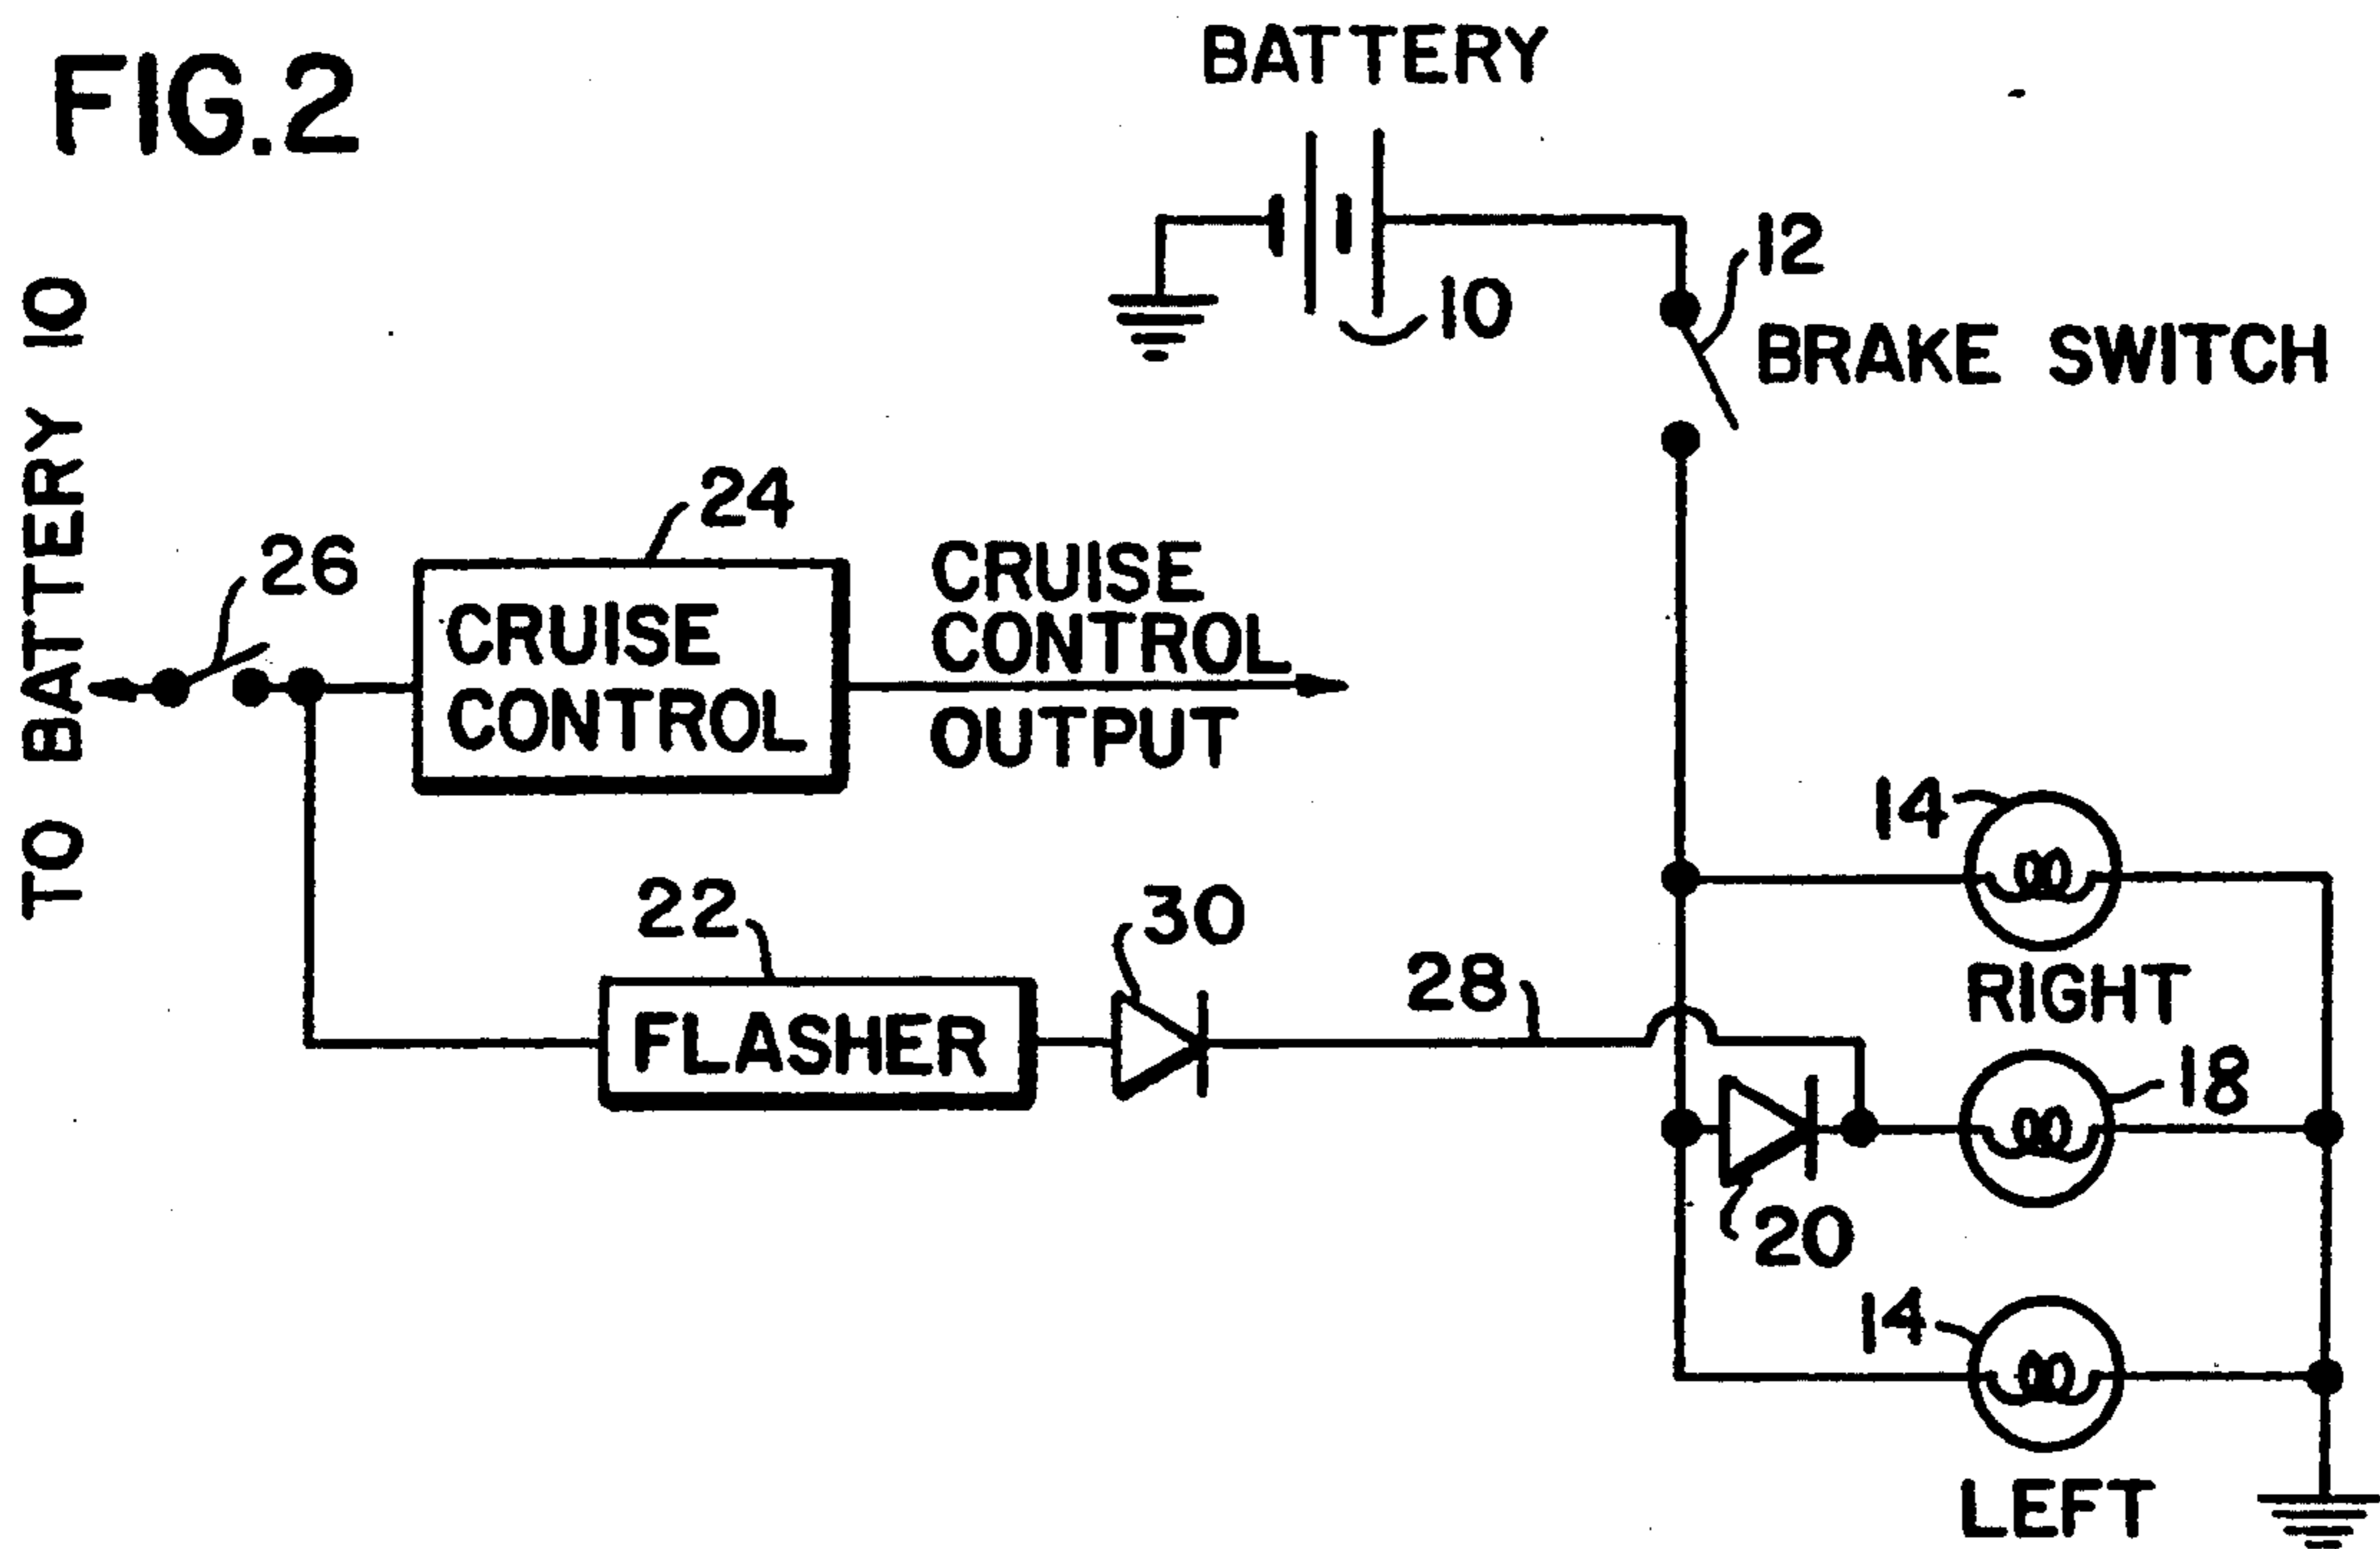 FIG.2
BATTERY
10
12
BRAKE SWITCH
TO BATTERY 10
26
24
CRUISE
CONTROL
CRUISE
CONTROL
OUTPUT
22
FLASHER
30
28
14
RIGHT
18
20
14
LEFT